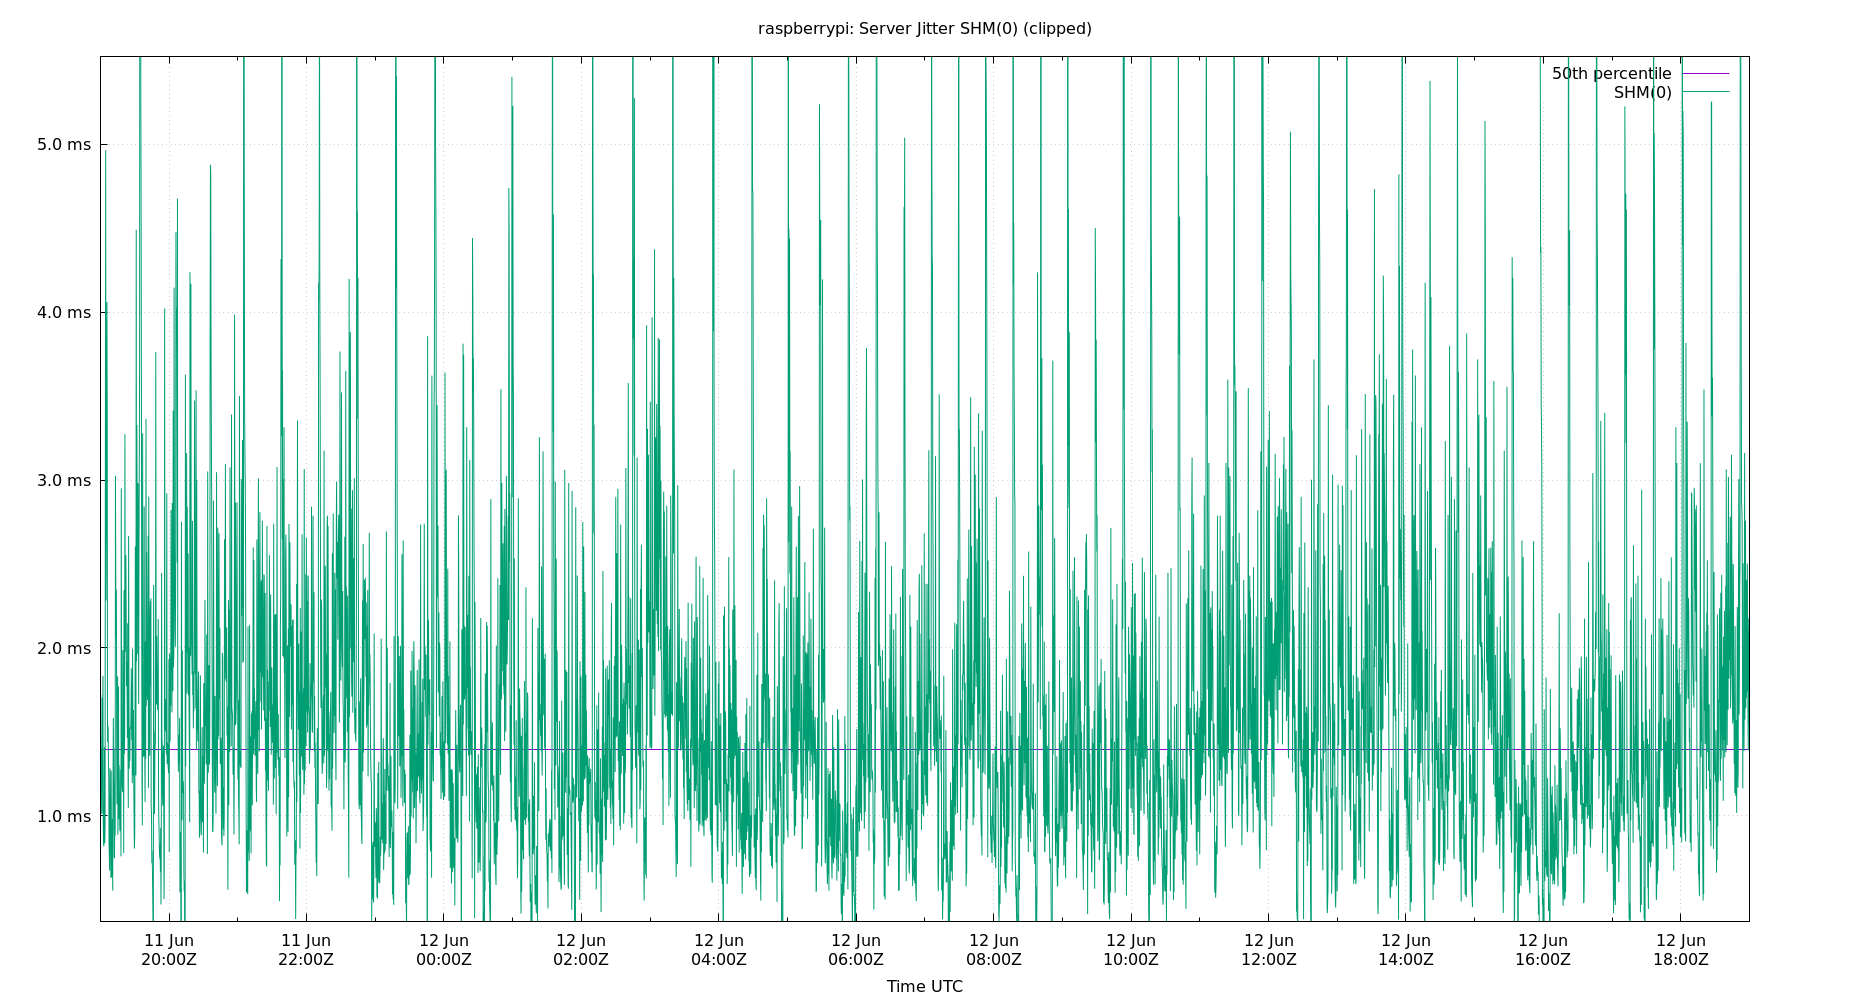 raspberrypi: Server Jitter SHM(0) (clipped)
50th percentile
SHM(0)
5.0 ms
4.0 ms
3.0 ms
2.0 ms
1.0 ms
11 Jun 11 Jun 12 Jun 12 Jun 12 Jun 12 Jun 12 Jun 12 Jun 12 Jun 12 Jun 12 Jun 12 Jun
20:00Z 22:00Z 00:00Z 02:00Z 04:00Z 06:00Z 08:00Z 10:00Z 12:00Z 14:00Z 16:00Z 18:00Z
Time UTC